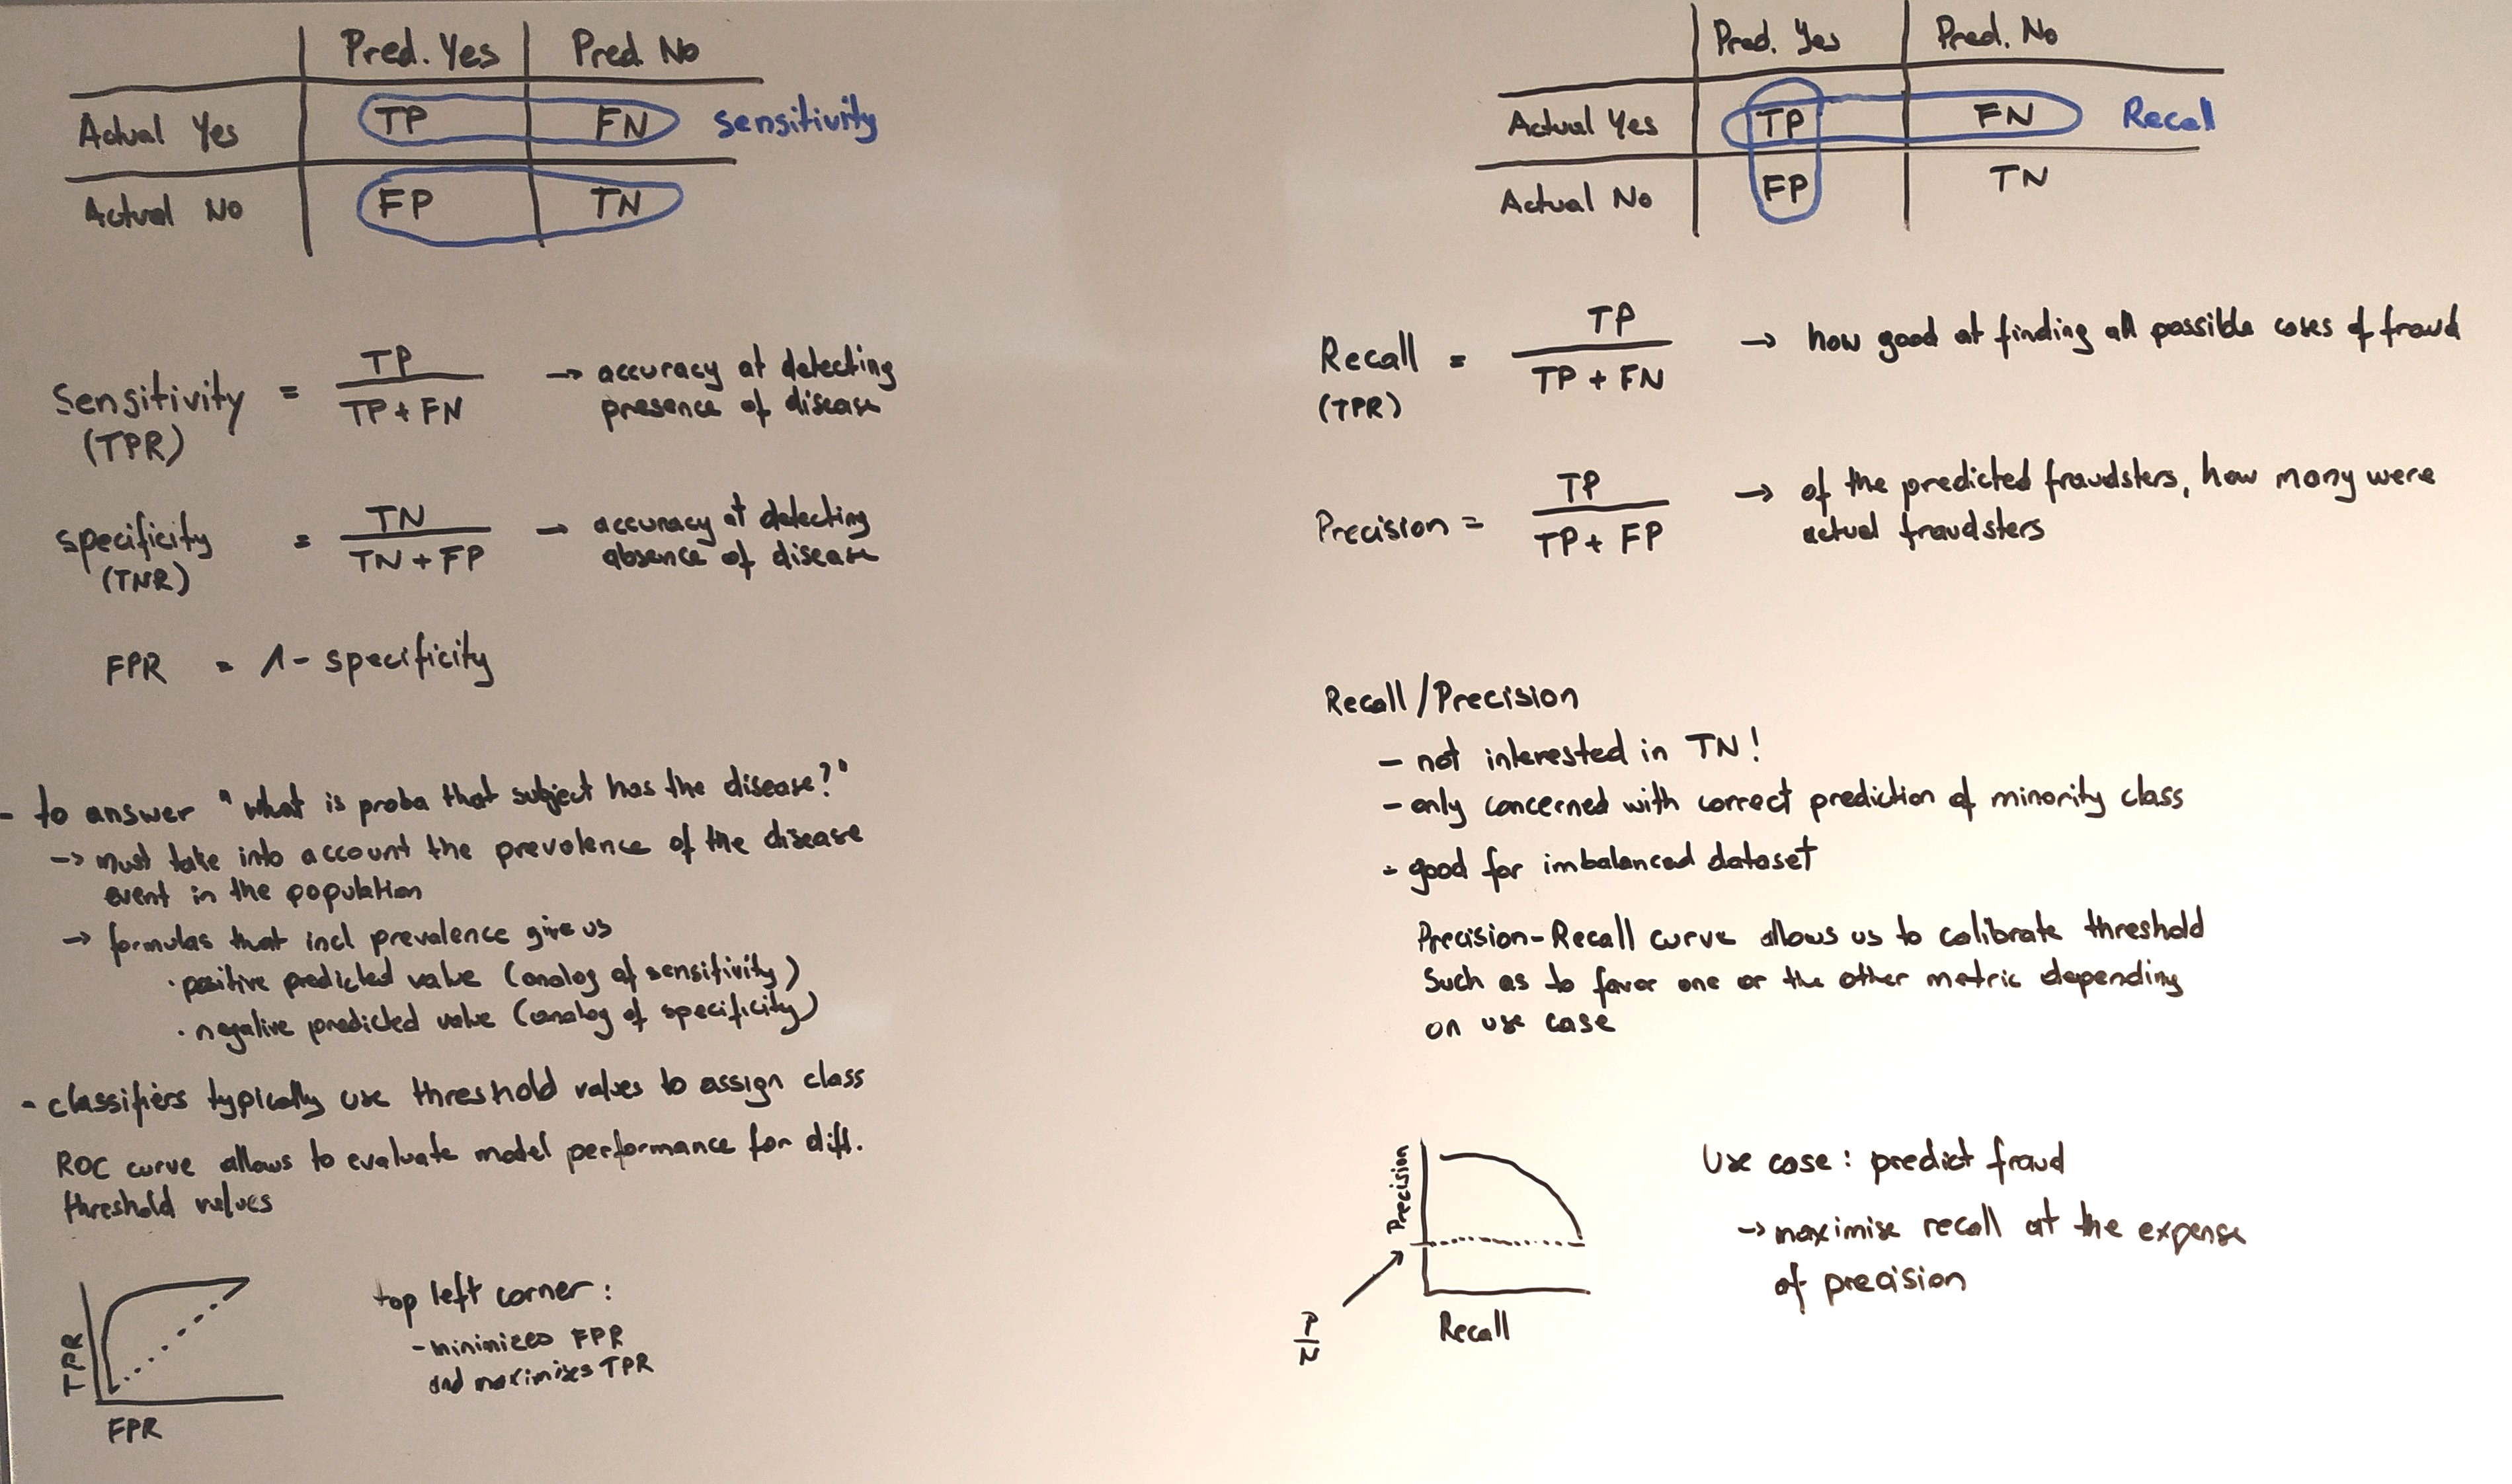 Pred. Yes Pred. No
Actual Yes TP FN Sensitivity
Actual No FP TN
Sensitivity = TP / TP + FN → accuracy at detecting
(TPR) presence of disease
specificity = TN / TN + FP → accuracy at detecting
(TNR) absence of disease
FPR = 1 - specificity
- to answer "what is proba that subject has the disease?"
→ must take into account the prevalence of the disease
event in the population
→ formulas that incl prevalence give us
· positive predicted value (analog of sensitivity)
· negative predicted value (analog of specificity)
- classifiers typically use threshold values to assign class
ROC curve allows to evaluate model performance for diff.
threshold values
TPR
FPR
top left corner:
- minimizes FPR
and maximises TPR
Pred. Yes Pred. No
Actual Yes TP FN Recall
Actual No FP TN
Recall = TP / TP + FN → how good at finding all possible cases of fraud
(TPR)
Precision = TP / TP + FP → of the predicted fraudsters, how many were
actual fraudsters
Recall/Precision
- not interested in TN!
- only concerned with correct prediction of minority class
- good for imbalanced dataset
Precision-Recall curve allows us to calibrate threshold
such as to favor one or the other metric depending
on use case
Precision
Recall
P / N
Use case: predict fraud
→ maximise recall at the expense
of precision